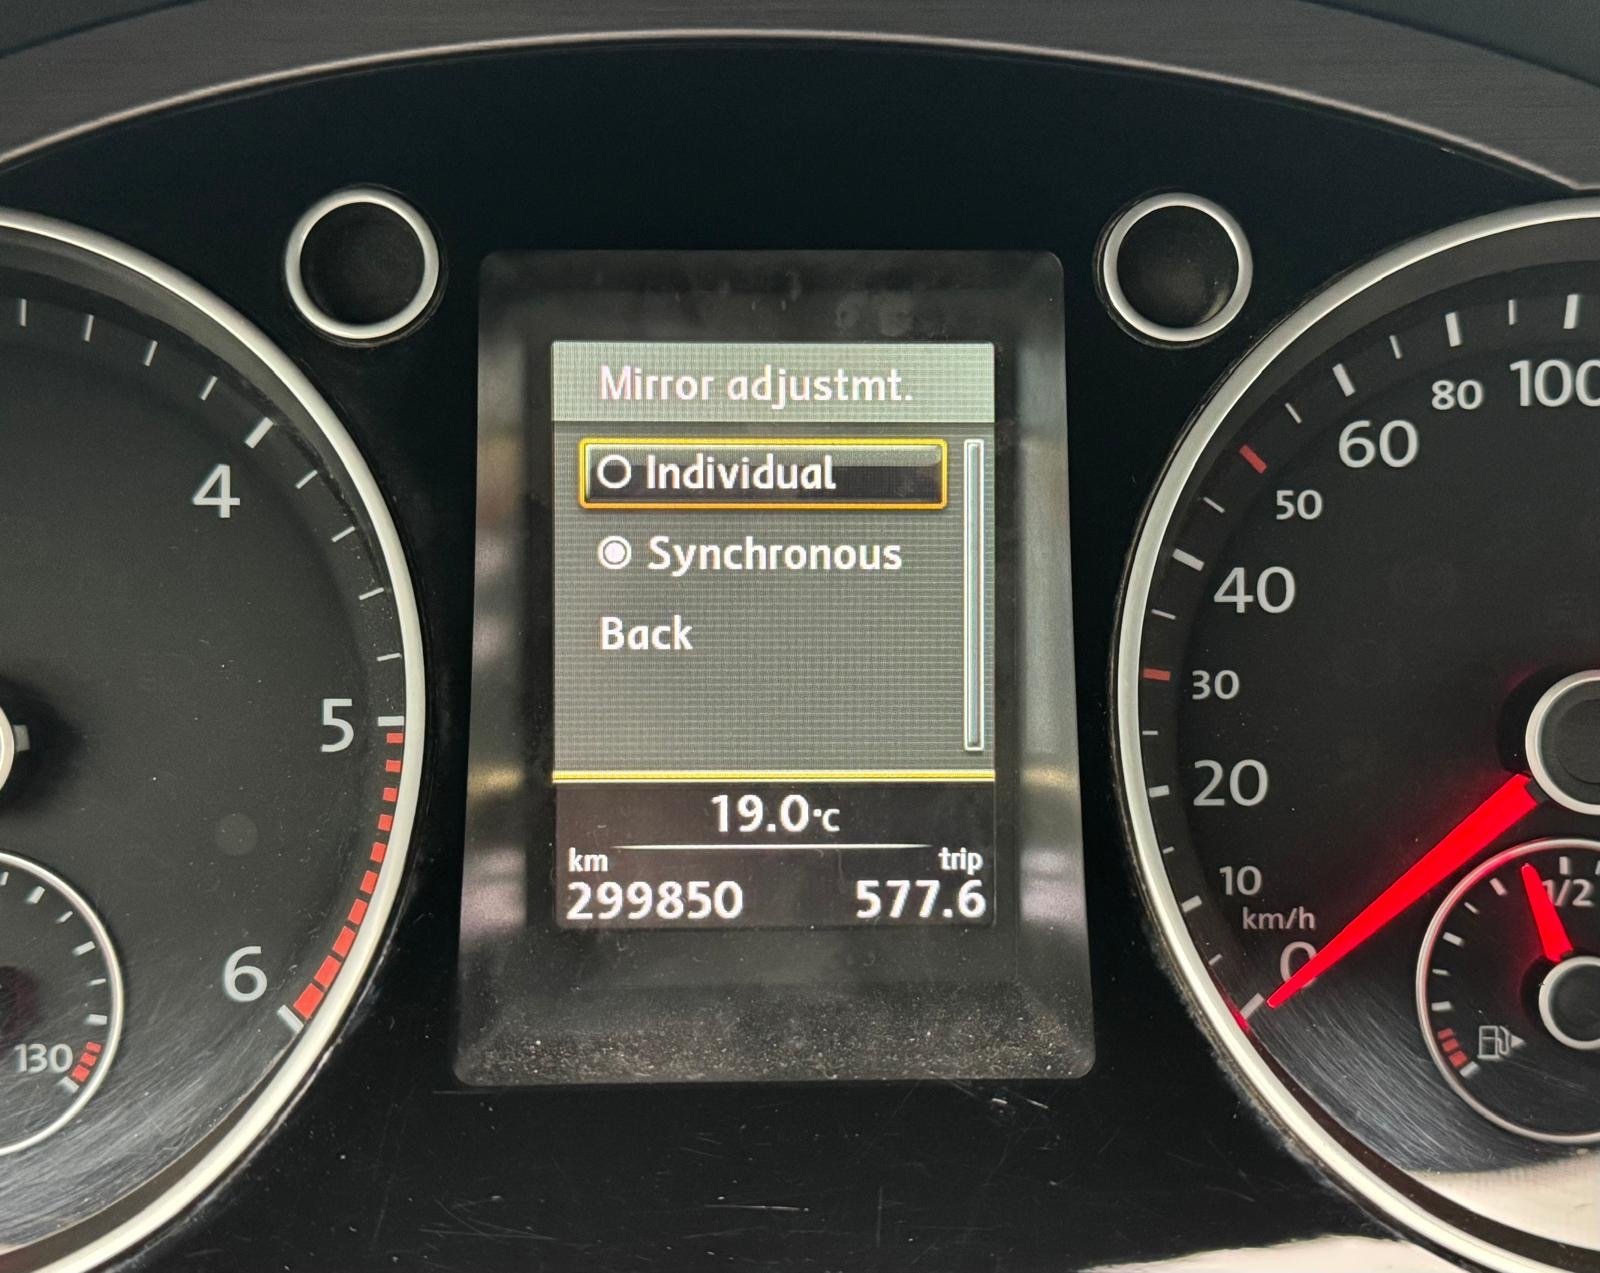 Mirror adjustmt.
Individual
Synchronous
Back
19.0°C
km trip
299850 577.6
4
5
6
130
100
80
60
50
40
30
20
10
km/h
0
1/2